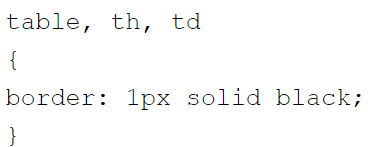 table, th, td
{
border: 1px solid black;
}